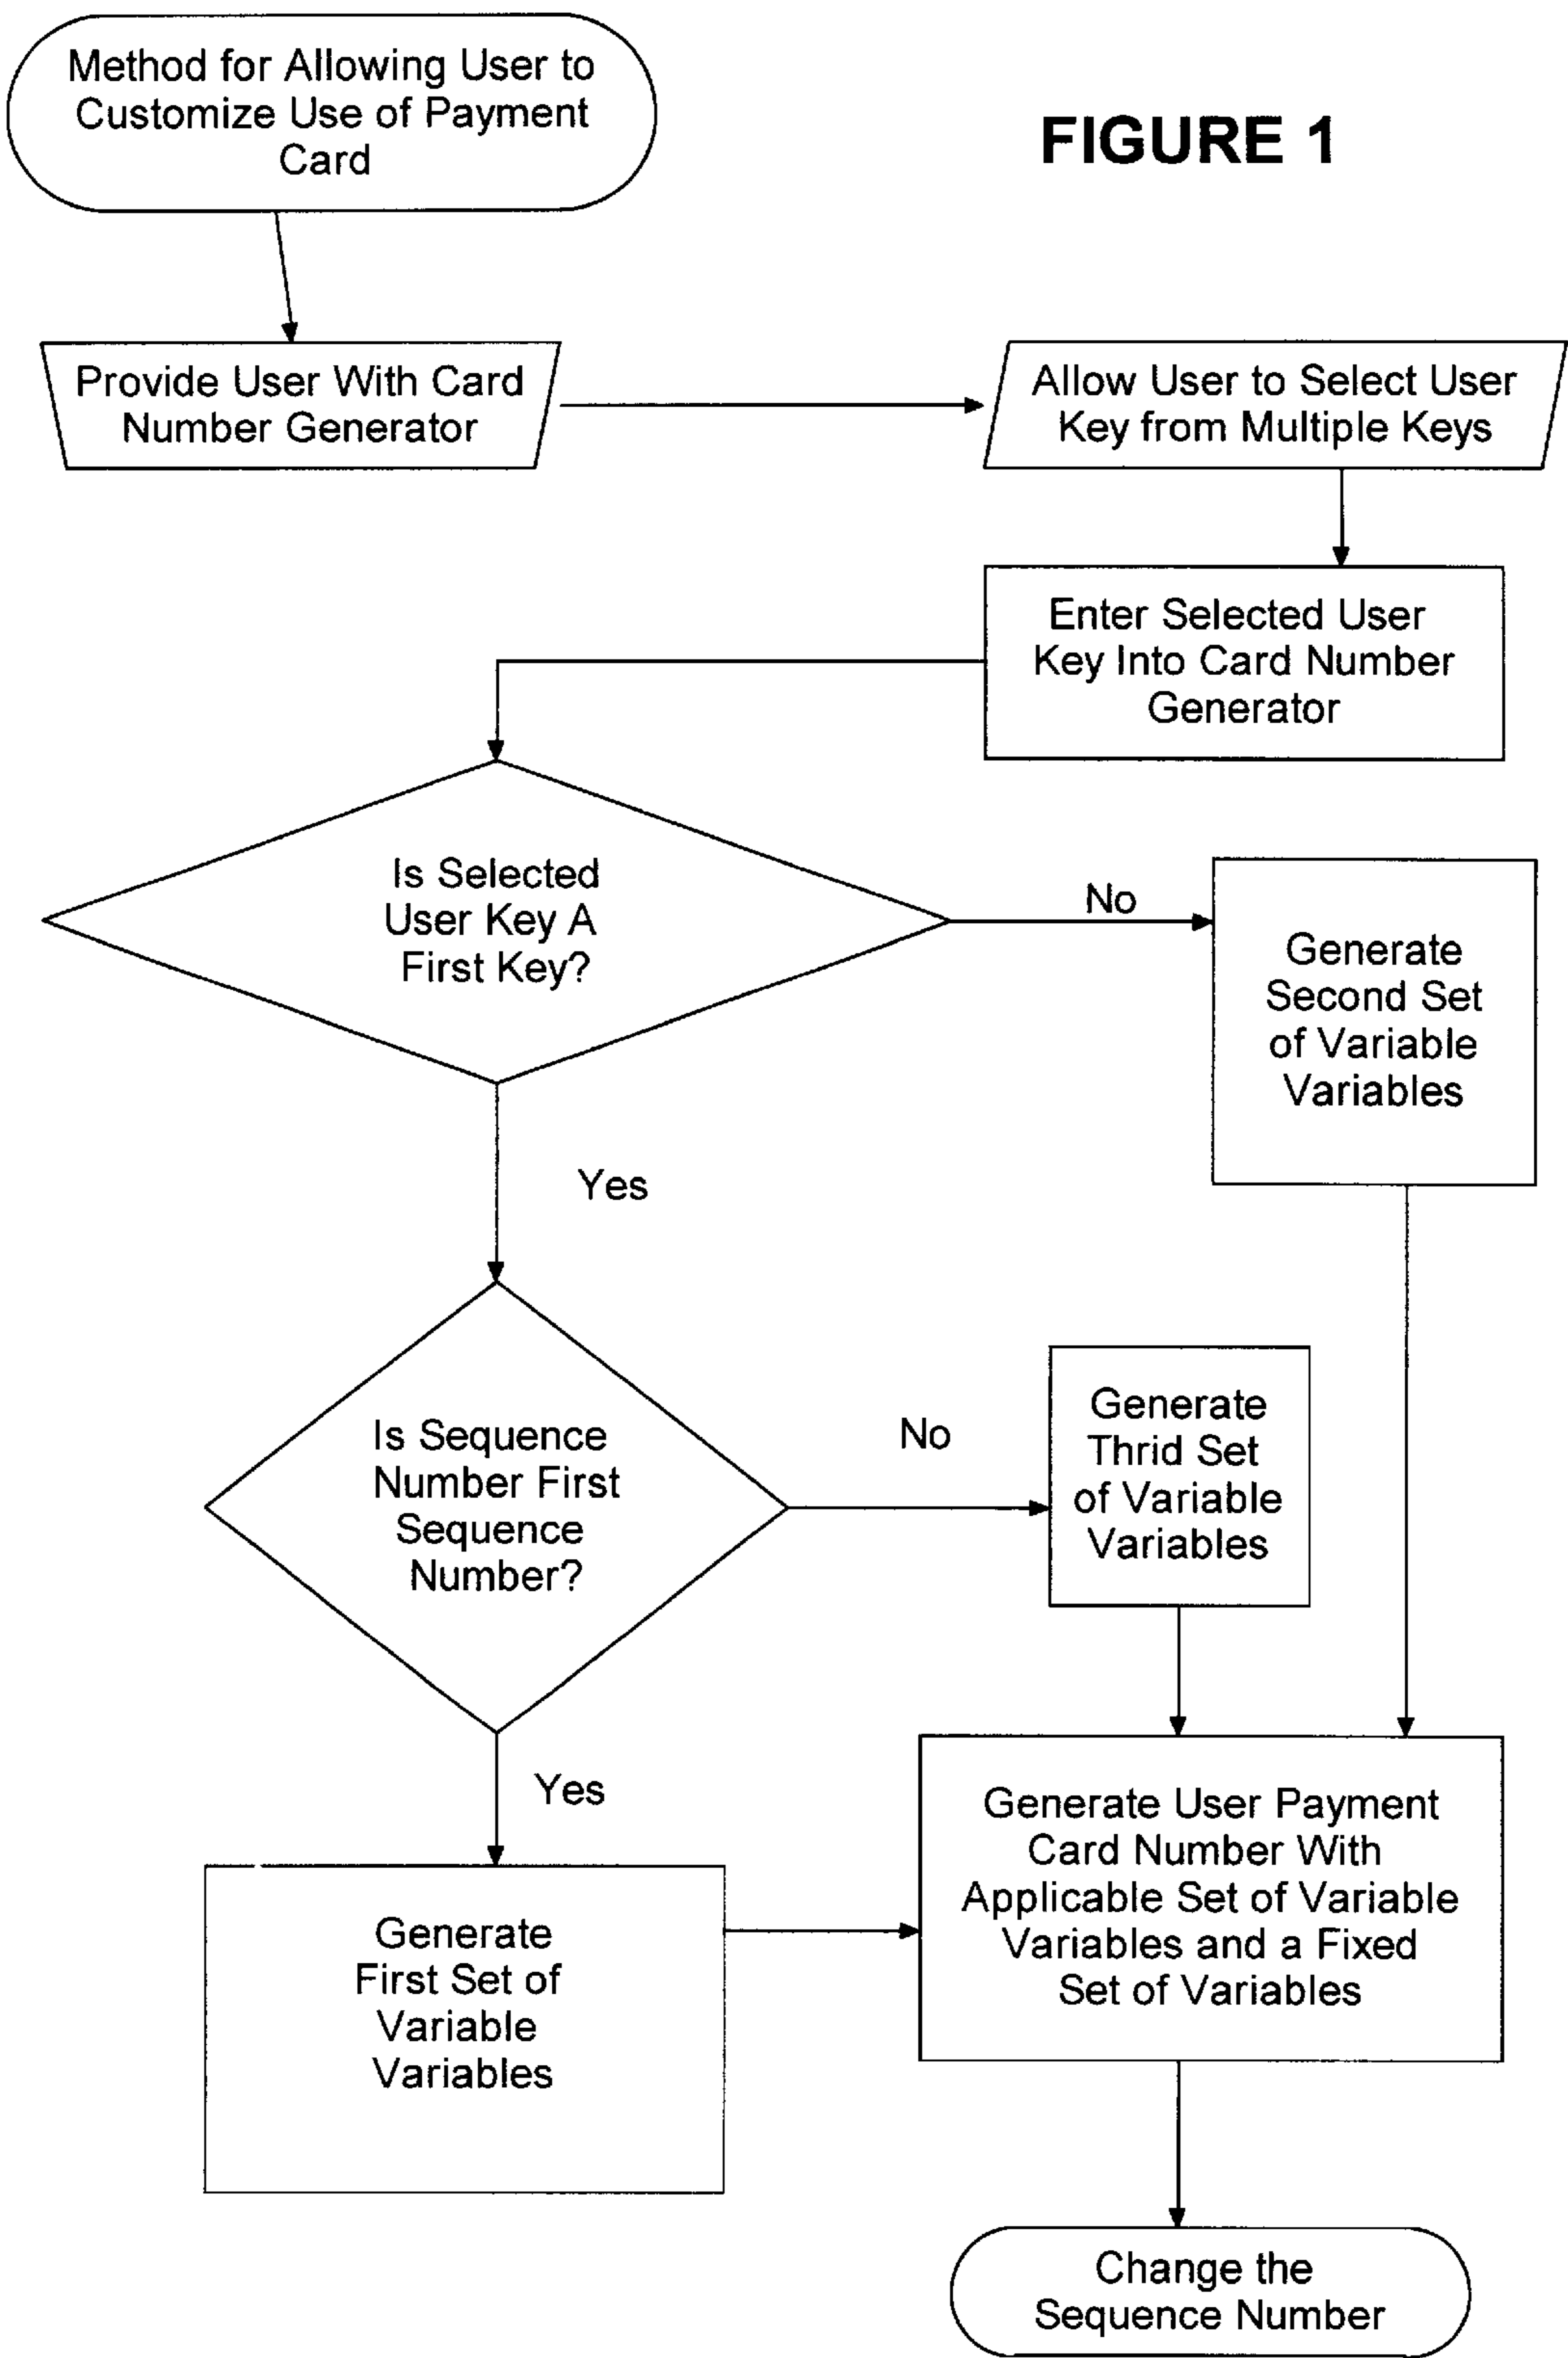 Method for Allowing User to
Customize Use of Payment
Card
FIGURE 1
Provide User With Card
Number Generator
Allow User to Select User
Key from Multiple Keys
Enter Selected User
Key Into Card Number
Generator
Is Selected
User Key A
First Key?
No
Generate
Second Set
of Variable
Variables
Yes
Is Sequence
Number First
Sequence
Number?
No
Generate
Thrid Set
of Variable
Variables
Yes
Generate
First Set of
Variable
Variables
Generate User Payment
Card Number With
Applicable Set of Variable
Variables and a Fixed
Set of Variables
Change the
Sequence Number